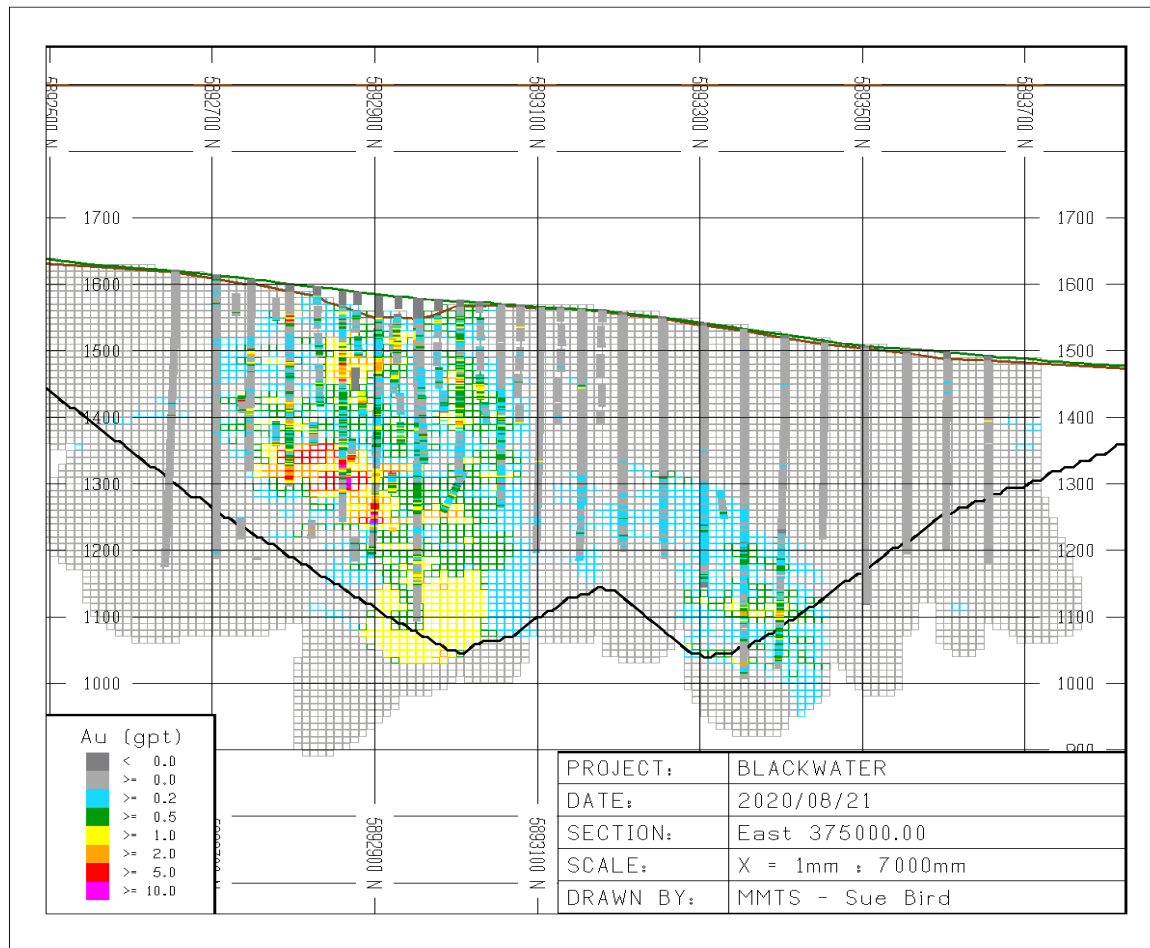 5892500 N
5892700 N
5892900 N
5893100 N
5893300 N
5893500 N
5893700 N
1700 1700
1600 1600
1500 1500
1400 1400
1300 1300
1200 1200
1100 1100
1000 1000
900
Au (gpt)
< 0.0
>= 0.0
>= 0.2
>= 0.5
>= 1.0
>= 2.0
>= 5.0
>= 10.0
5892900 N
5893100 N
PROJECT: BLACKWATER
DATE: 2020/08/21
SECTION: East 375000.00
SCALE: X = 1mm : 7000mm
DRAWN BY: MMTS - Sue Bird